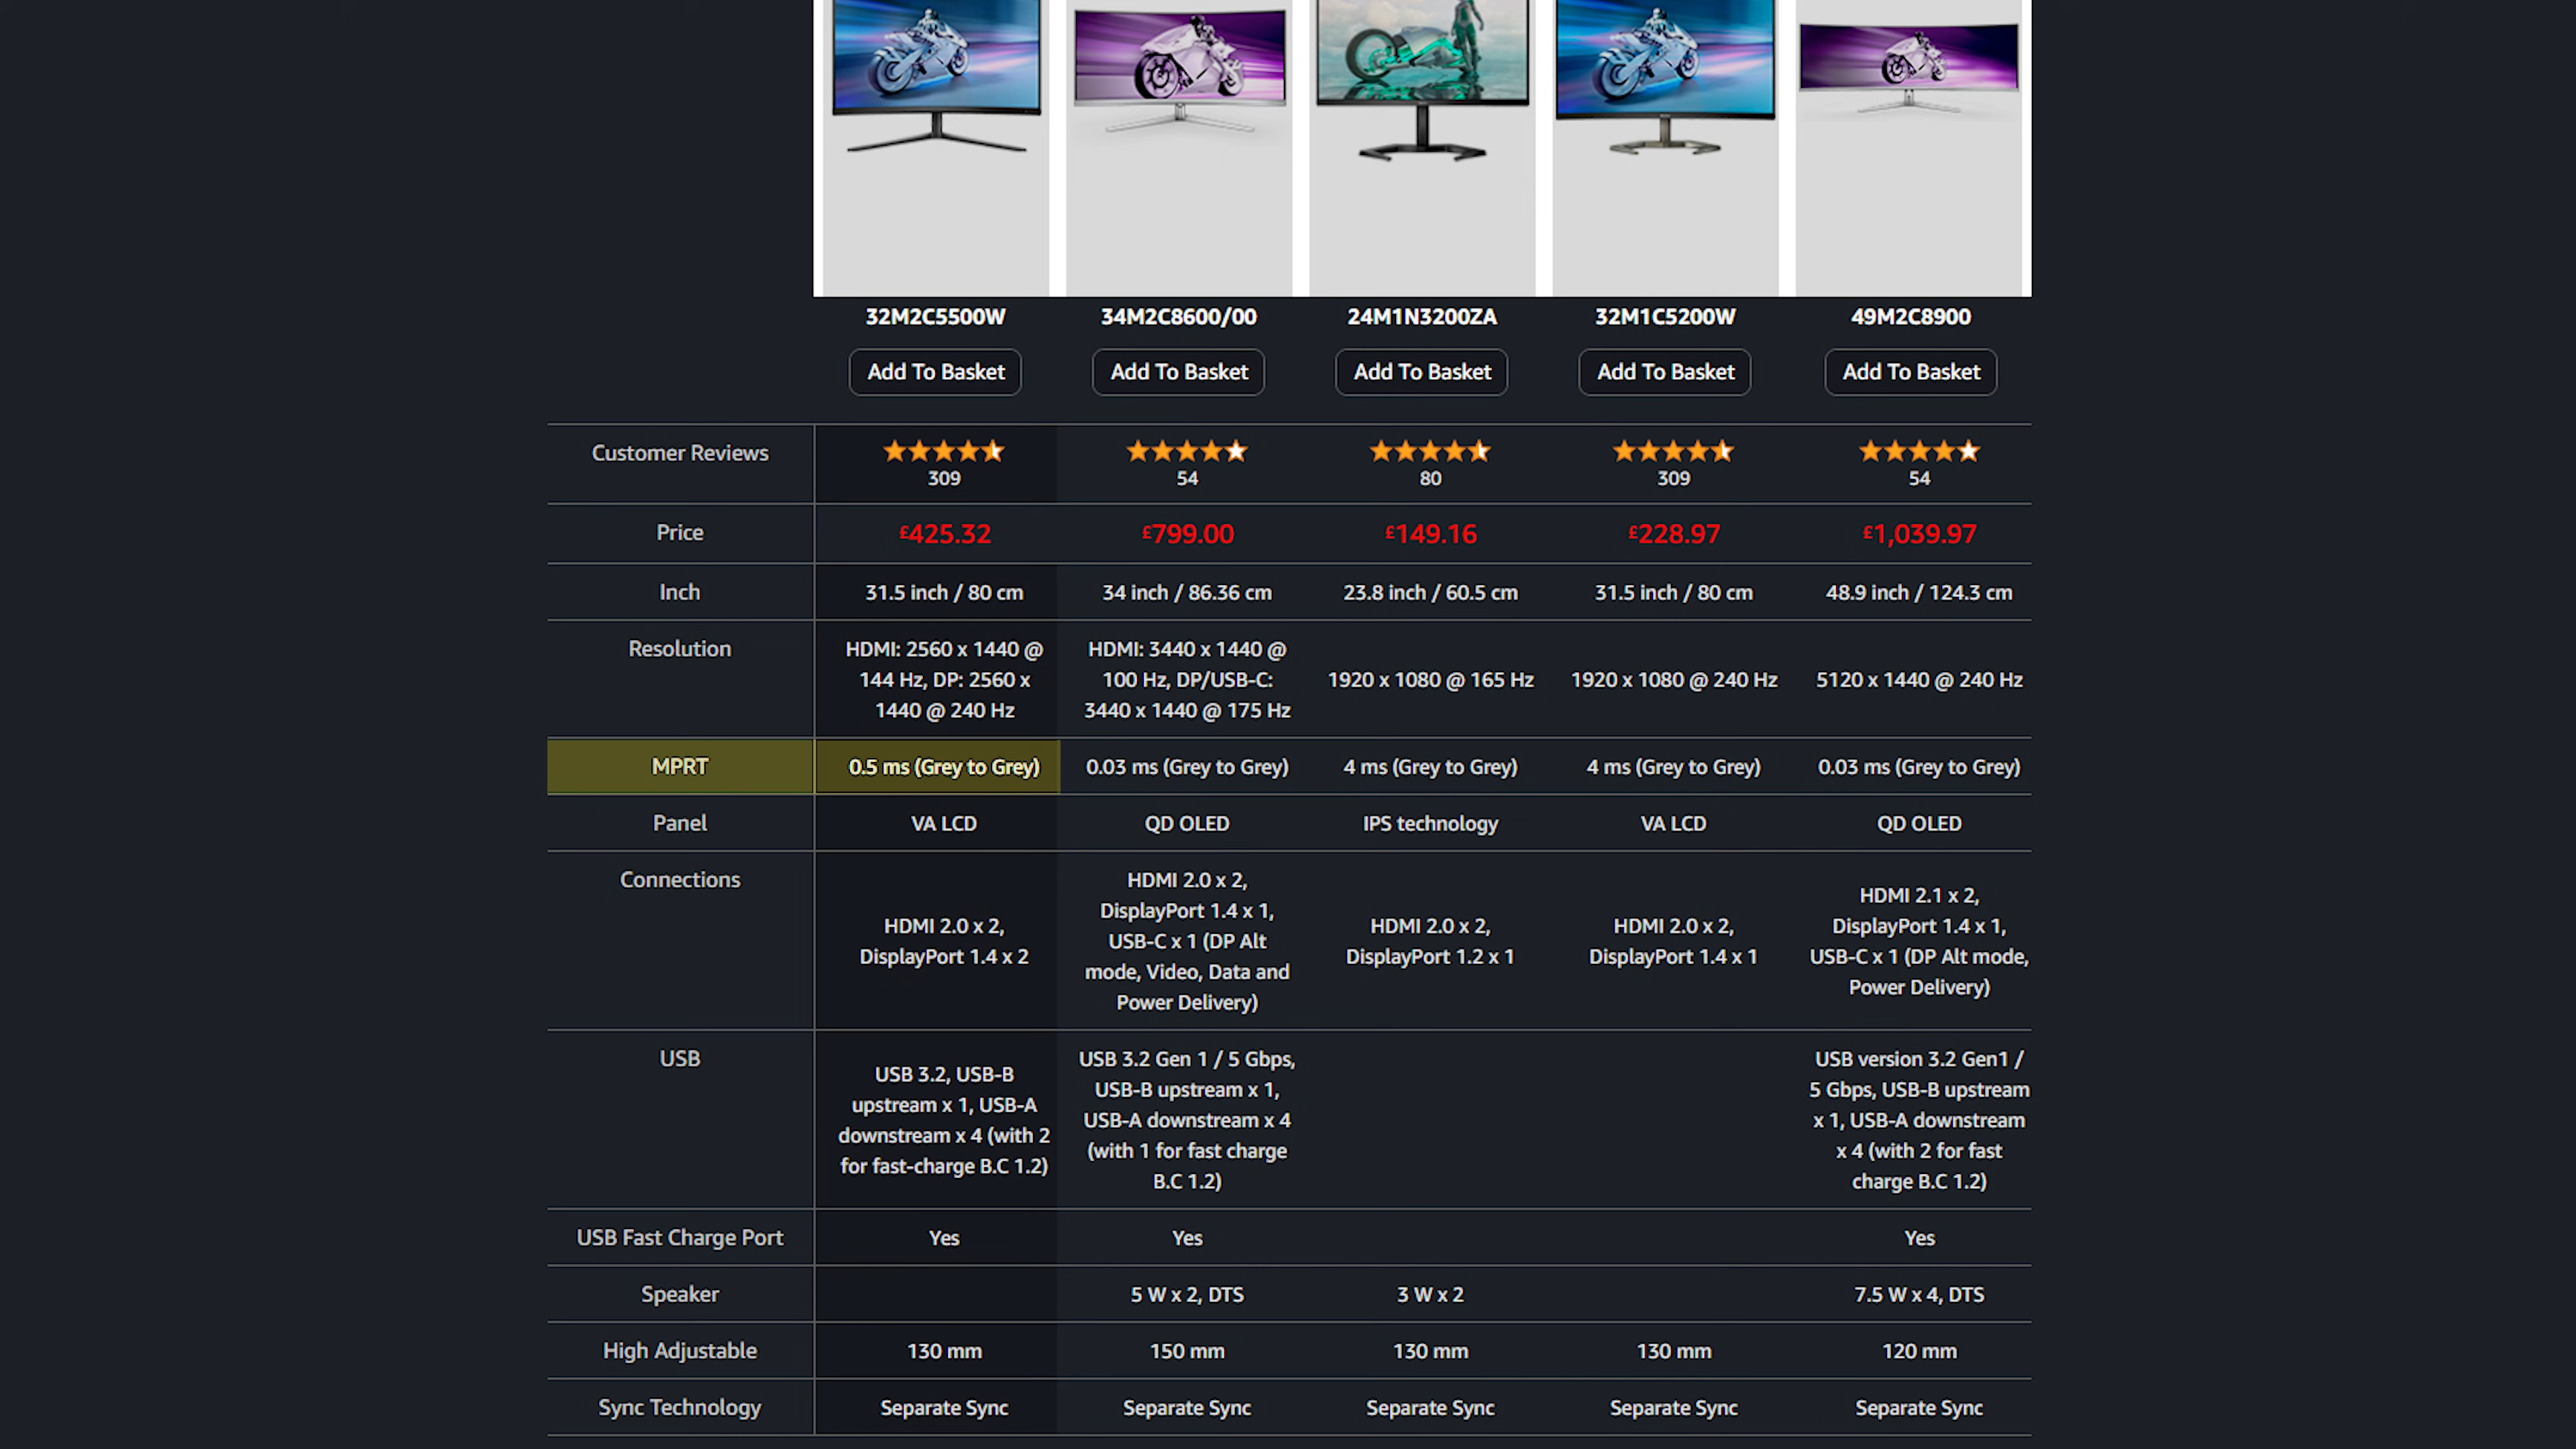 32M2C5500W 34M2C8600/00 24M1N3200ZA 32M1C5200W 49M2C8900
Add To Basket Add To Basket Add To Basket Add To Basket Add To Basket
Customer Reviews
309 54 80 309 54
Price £425.32 £799.00 £149.16 £228.97 £1,039.97
Inch 31.5 inch / 80 cm 34 inch / 86.36 cm 23.8 inch / 60.5 cm 31.5 inch / 80 cm 48.9 inch / 124.3 cm
Resolution
HDMI: 2560 x 1440 @
144 Hz, DP: 2560 x
1440 @ 240 Hz
HDMI: 3440 x 1440 @
100 Hz, DP/USB-C:
3440 x 1440 @ 175 Hz
1920 x 1080 @ 165 Hz
1920 x 1080 @ 240 Hz
5120 x 1440 @ 240 Hz
MPRT 0.5 ms (Grey to Grey) 0.03 ms (Grey to Grey) 4 ms (Grey to Grey) 4 ms (Grey to Grey) 0.03 ms (Grey to Grey)
Panel VA LCD QD OLED IPS technology VA LCD QD OLED
Connections
HDMI 2.0 x 2,
DisplayPort 1.4 x 2
HDMI 2.0 x 2,
DisplayPort 1.4 x 1,
USB-C x 1 (DP Alt
mode, Video, Data and
Power Delivery)
HDMI 2.0 x 2,
DisplayPort 1.2 x 1
HDMI 2.0 x 2,
DisplayPort 1.4 x 1
HDMI 2.1 x 2,
DisplayPort 1.4 x 1,
USB-C x 1 (DP Alt mode,
Power Delivery)
USB
USB 3.2, USB-B
upstream x 1, USB-A
downstream x 4 (with 2
for fast-charge B.C 1.2)
USB 3.2 Gen 1 / 5 Gbps,
USB-B upstream x 1,
USB-A downstream x 4
(with 1 for fast charge
B.C 1.2)
USB version 3.2 Gen1 /
5 Gbps, USB-B upstream
x 1, USB-A downstream
x 4 (with 2 for fast
charge B.C 1.2)
USB Fast Charge Port Yes Yes Yes
Speaker 5 W x 2, DTS 3 W x 2 7.5 W x 4, DTS
High Adjustable 130 mm 150 mm 130 mm 130 mm 120 mm
Sync Technology Separate Sync Separate Sync Separate Sync Separate Sync Separate Sync